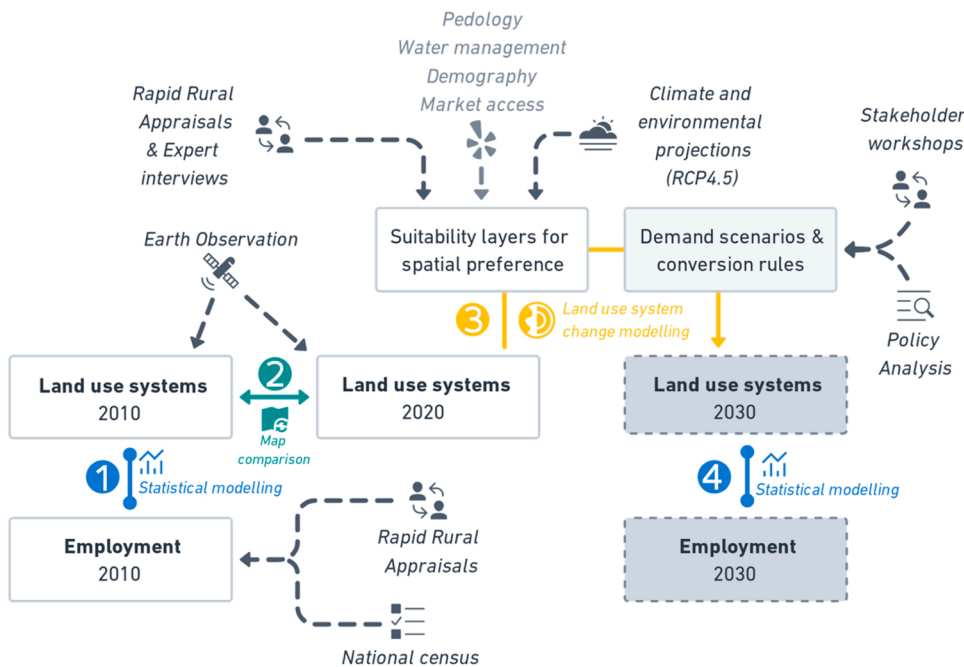 Pedology
Water management
Demography
Market access
Rapid Rural
Appraisals
& Expert
interviews
Climate and
environmental
projections
(RCP4.5)
Stakeholder
workshops
Earth Observation
Suitability layers for
spatial preference
Demand scenarios &
conversion rules
3
Land use system
change modelling
Policy
Analysis
Land use systems
2010
2
Map
comparison
Land use systems
2020
Land use systems
2030
1
Statistical modelling
4
Statistical modelling
Employment
2010
Rapid Rural
Appraisals
National census
Employment
2030